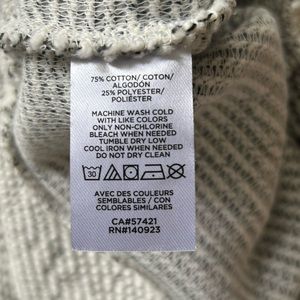 75% COTTON/ COTON/
ALGODÓN
25% POLYESTER/
POLIÉSTER
MACHINE WASH COLD
WITH LIKE COLORS
ONLY NON-CHLORINE
BLEACH WHEN NEEDED
TUMBLE DRY LOW
COOL IRON WHEN NEEDED
DO NOT DRY CLEAN
30
AVEC DES COULEURS
SEMBLABLES / CON
COLORES SIMILARES
CA#57421
RN#140923